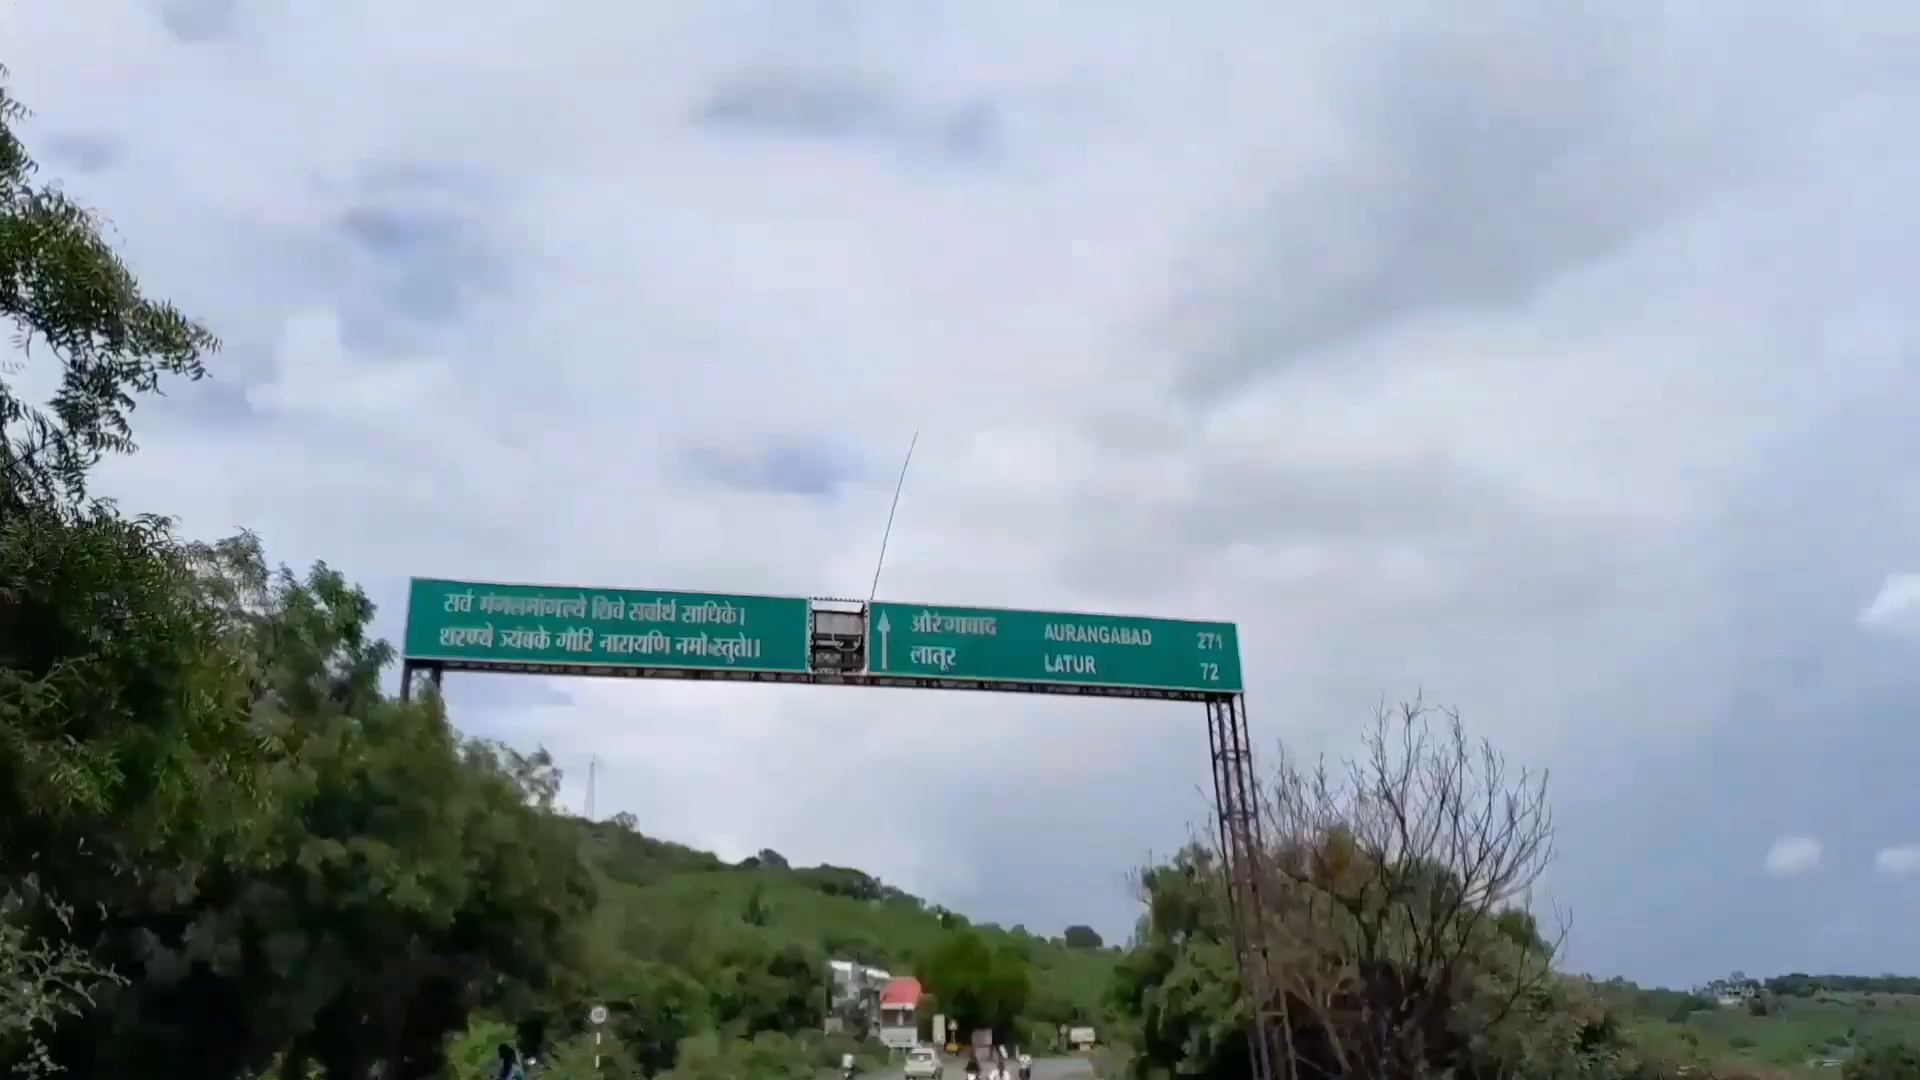 सर्व मंगलमांगल्ये शिवे सर्वार्थ साधिके।
शरण्ये त्र्यंबके गौरि नारायणि नमोऽस्तुते।।
औरंगाबाद AURANGABAD 271
लातूर LATUR 72